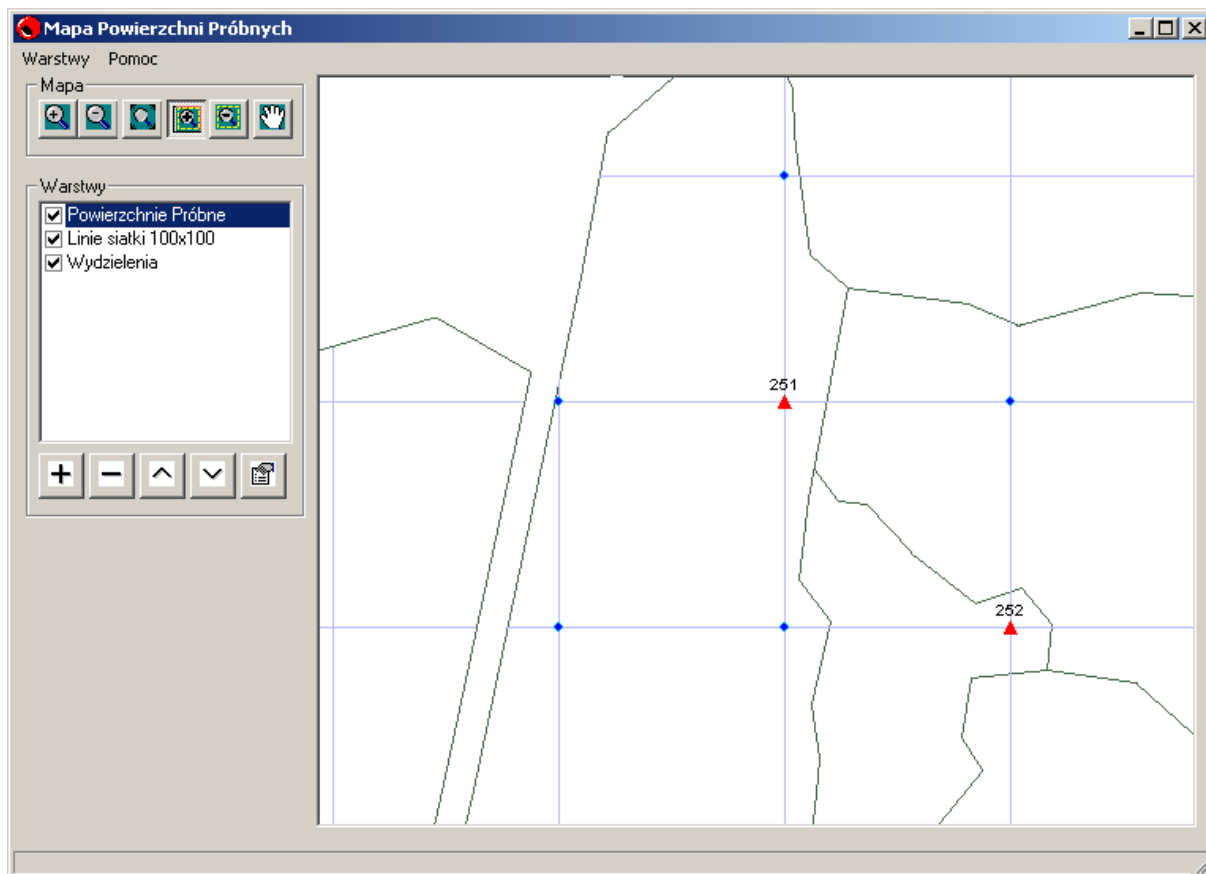 Mapa Powierzchni Próbnych
Warstwy Pomoc
Mapa
Warstwy
Powierzchnie Próbne
Linie siatki 100x100
Wydzielenia
251
252